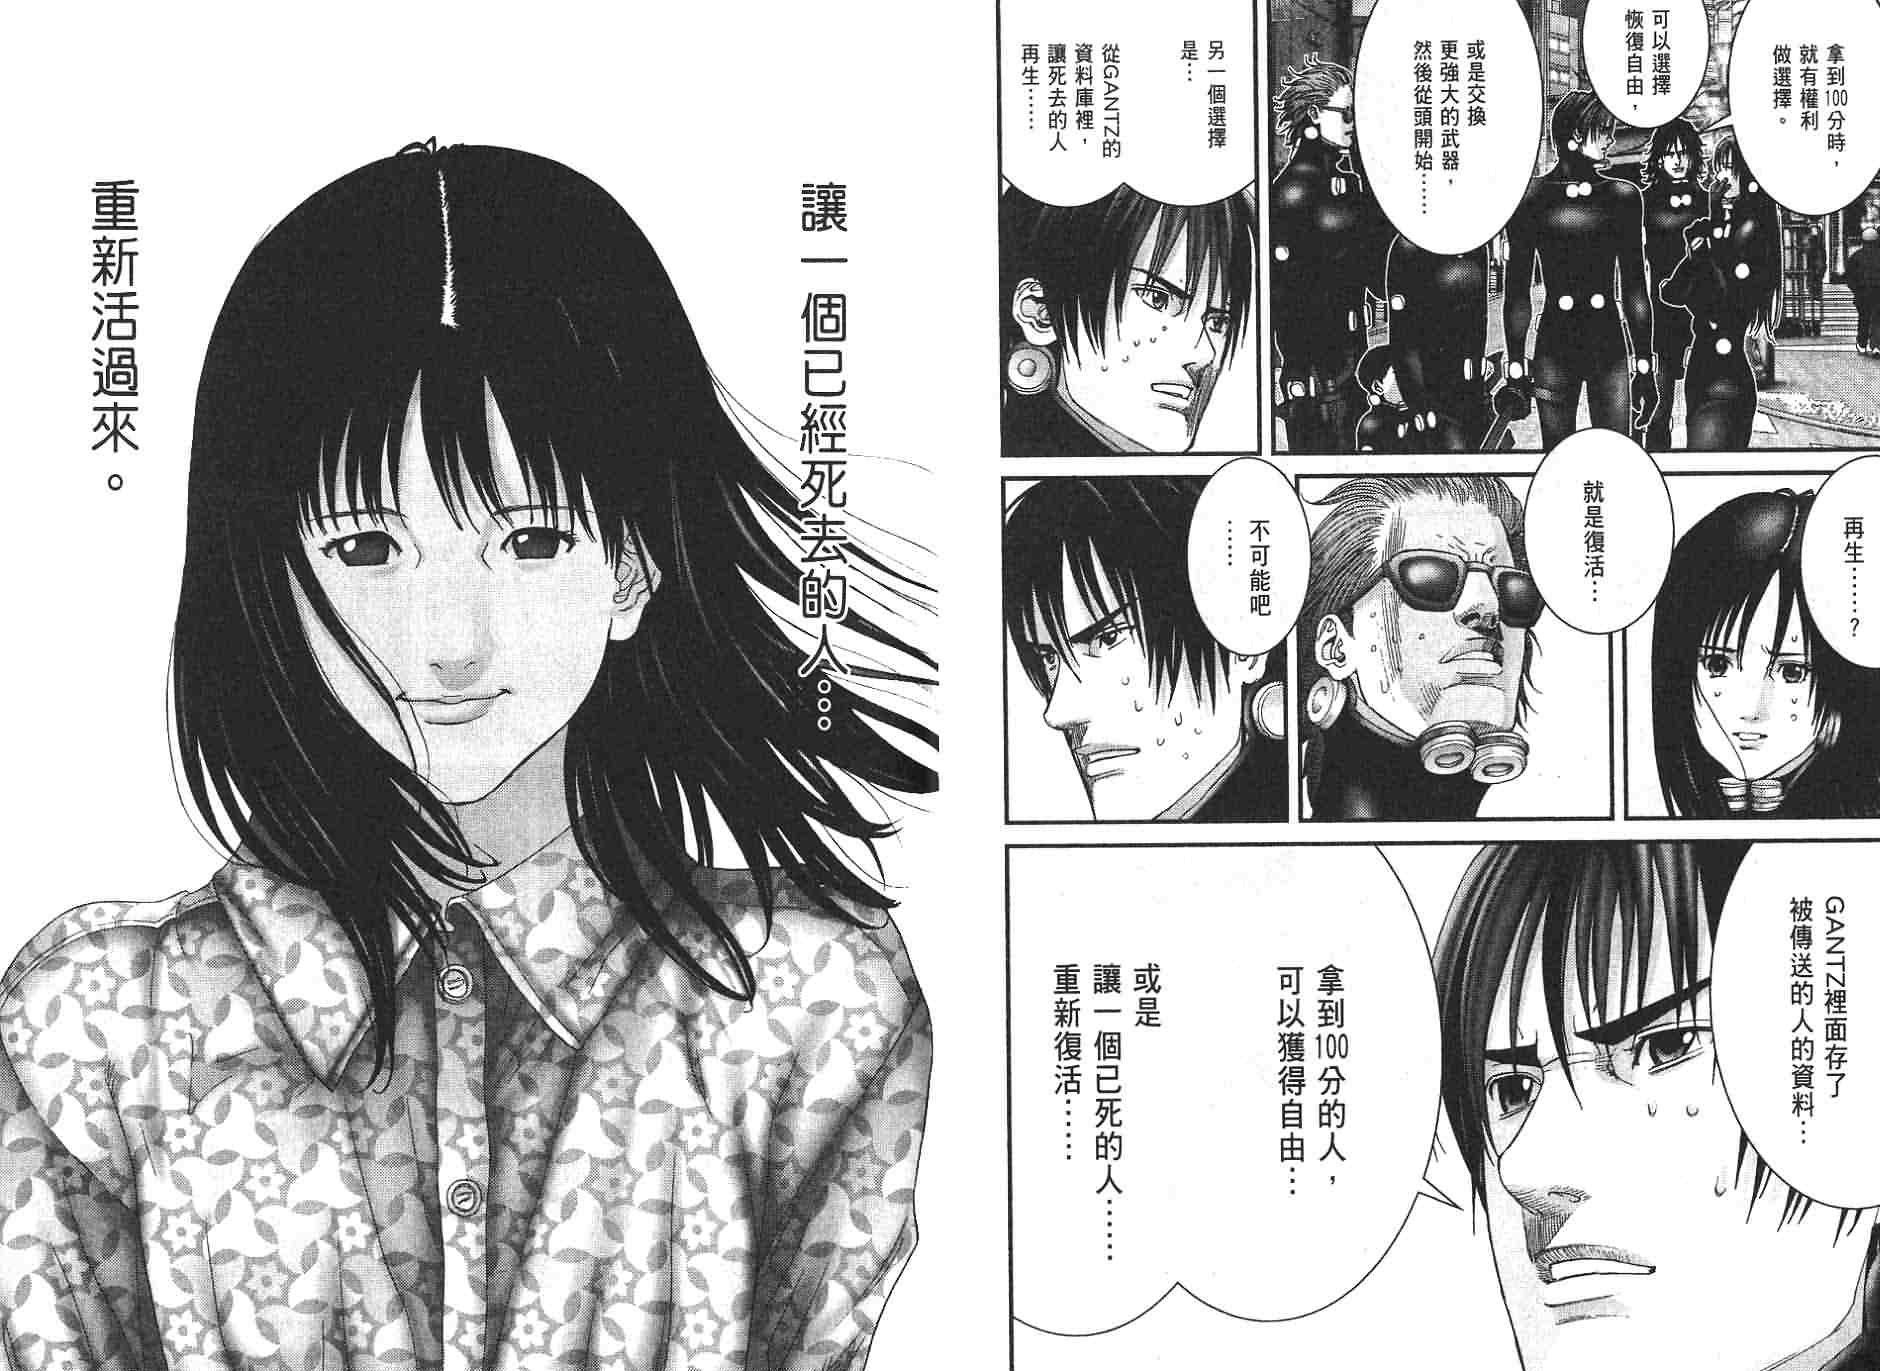 拿到100分時，
就有權利
做選擇。
可以選擇
恢復自由，
或是交換
更強大的武器，
然後從頭開始……
另一個選擇
是…
從GANTZ的
資料庫裡，
讓死去的人
再生……
再生……？
就是復活…
不可能吧
……
GANTZ裡面存了
被傳送的人的資料…
拿到100分的人，
可以獲得自由…
或是
讓一個已死的人……
重新復活……
讓一個已經死去的人…
重新活過來。